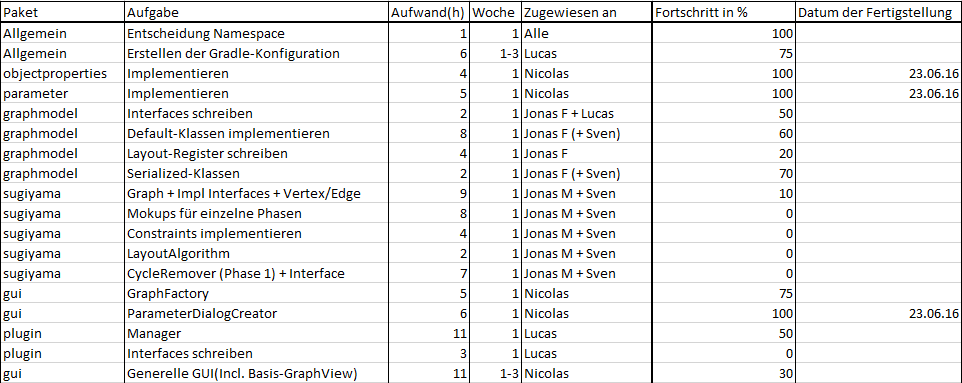 Paket Aufgabe Aufwand(h) Woche Zugewiesen an Fortschritt in % Datum der Fertigstellung
Allgemein Entscheidung Namespace 1 1 Alle 100
Allgemein Erstellen der Gradle-Konfiguration 6 1-3 Lucas 75
objectproperties Implementieren 4 1 Nicolas 100 23.06.16
parameter Implementieren 5 1 Nicolas 100 23.06.16
graphmodel Interfaces schreiben 2 1 Jonas F + Lucas 50
graphmodel Default-Klassen implementieren 8 1 Jonas F (+ Sven) 60
graphmodel Layout-Register schreiben 4 1 Jonas F 20
graphmodel Serialized-Klassen 2 1 Jonas F (+ Sven) 70
sugiyama Graph + Impl Interfaces + Vertex/Edge 9 1 Jonas M + Sven 10
sugiyama Mokups für einzelne Phasen 8 1 Jonas M + Sven 0
sugiyama Constraints implementieren 4 1 Jonas M + Sven 0
sugiyama LayoutAlgorithm 2 1 Jonas M + Sven 0
sugiyama CycleRemover (Phase 1) + Interface 7 1 Jonas M + Sven 0
gui GraphFactory 5 1 Nicolas 75
gui ParameterDialogCreator 6 1 Nicolas 100 23.06.16
plugin Manager 11 1 Lucas 50
plugin Interfaces schreiben 3 1 Lucas 0
gui Generelle GUI(Incl. Basis-GraphView) 11 1-3 Nicolas 30